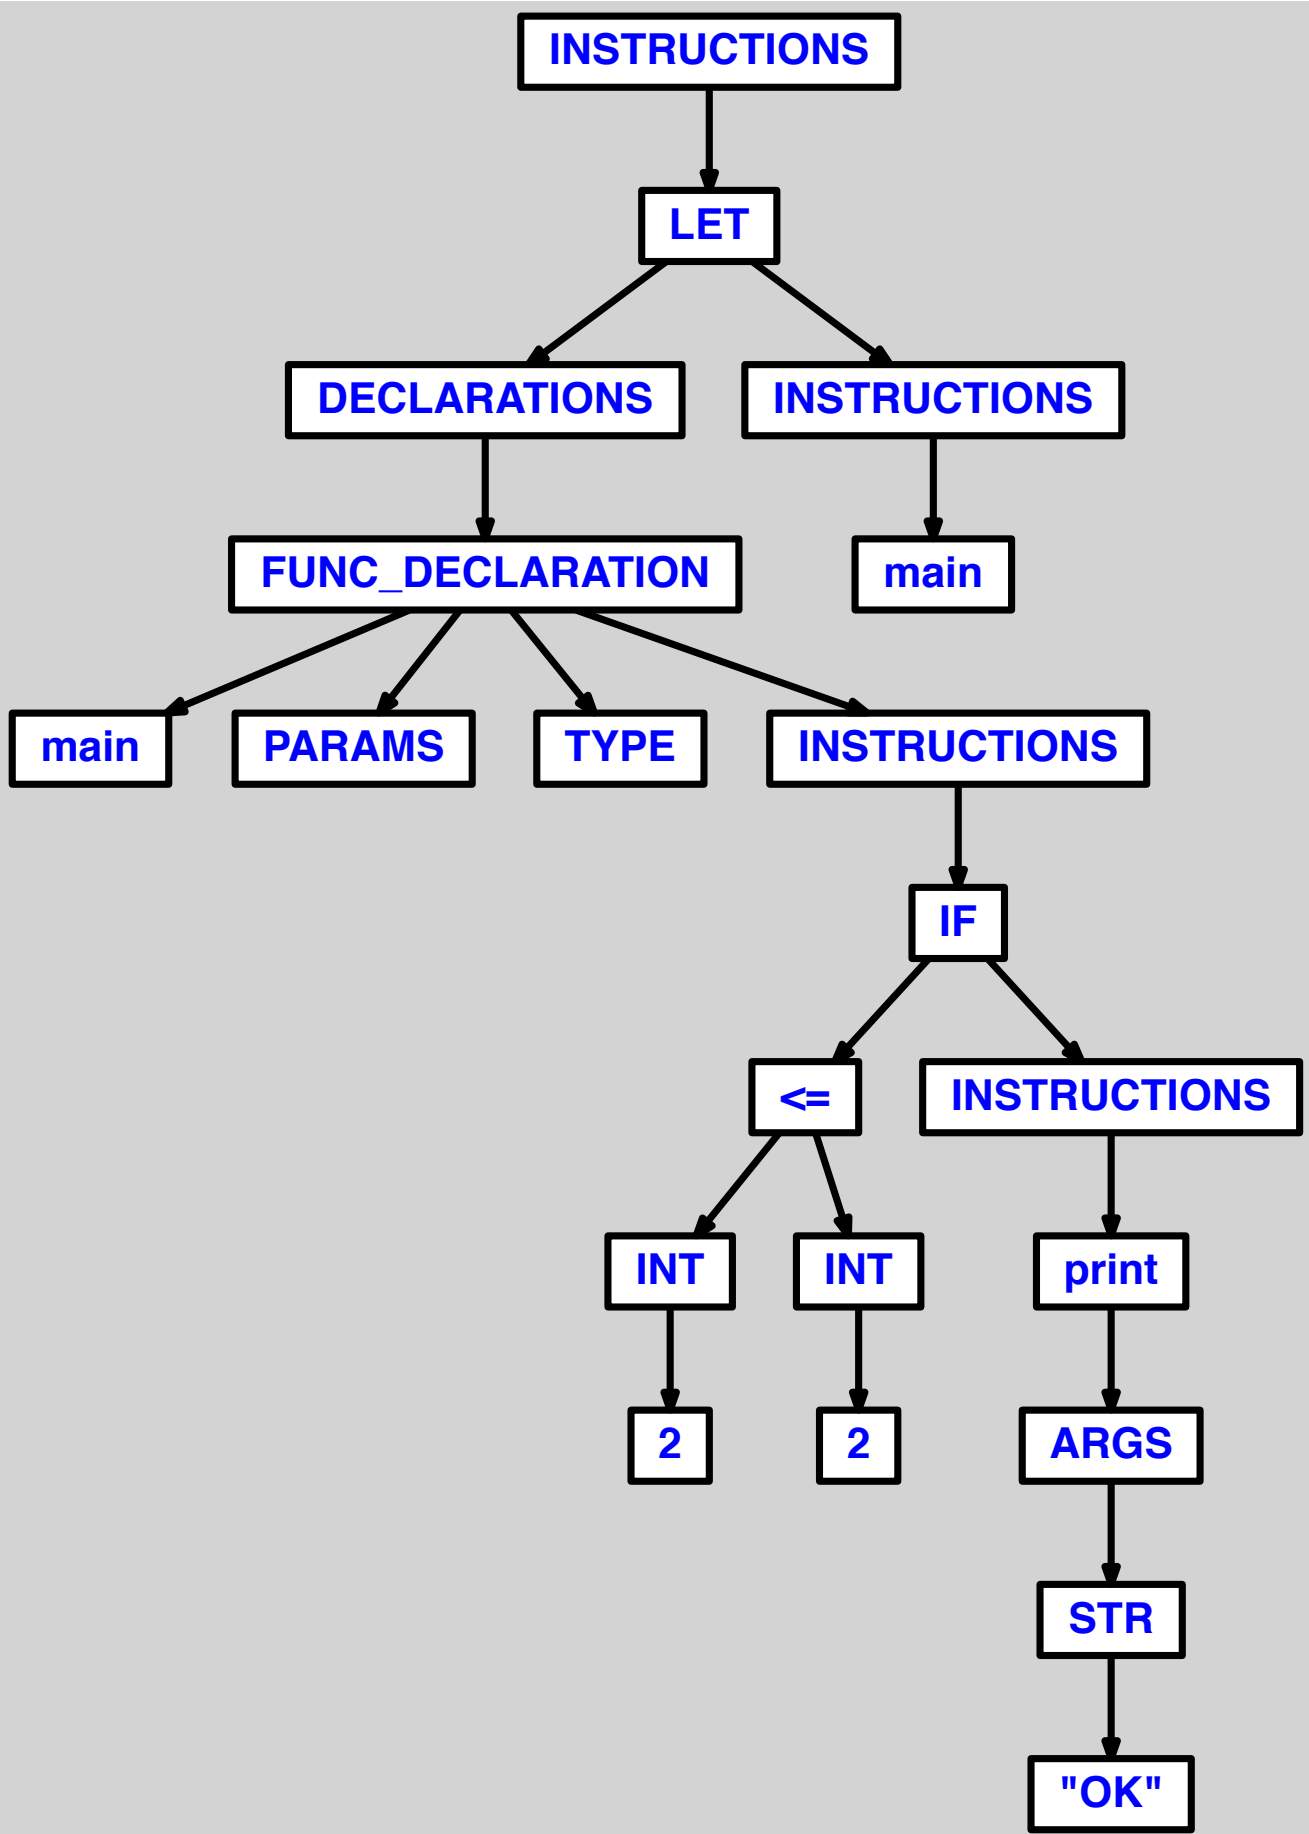 INSTRUCTIONS
LET
DECLARATIONS
INSTRUCTIONS
FUNC_DECLARATION
main
main
PARAMS
TYPE
INSTRUCTIONS
IF
<=
INSTRUCTIONS
INT
INT
print
2
2
ARGS
STR
"OK"